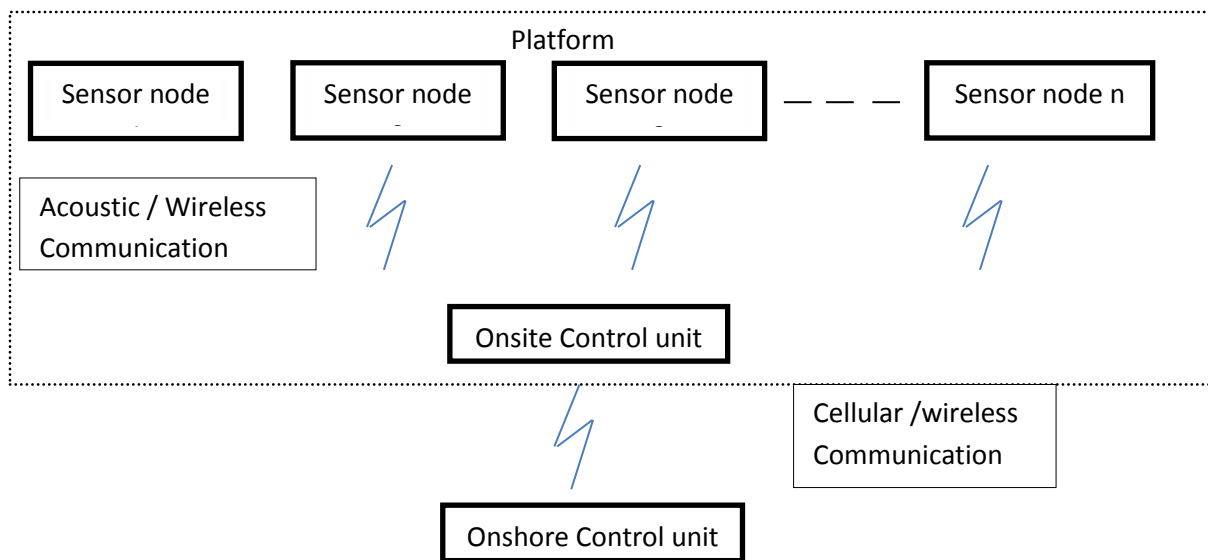 Platform
Sensor node
Sensor node
Sensor node
Sensor node n
Acoustic / Wireless
Communication
Onsite Control unit
Cellular /wireless
Communication
Onshore Control unit